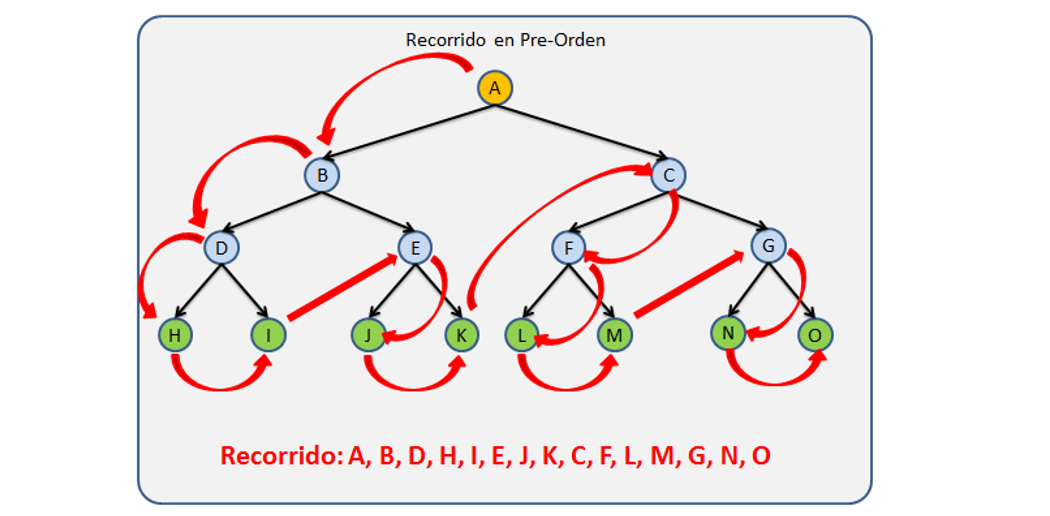 Recorrido en Pre-Orden
A
B C
D E F G
H I J K L M N O
Recorrido: A, B, D, H, I, E, J, K, C, F, L, M, G, N, O